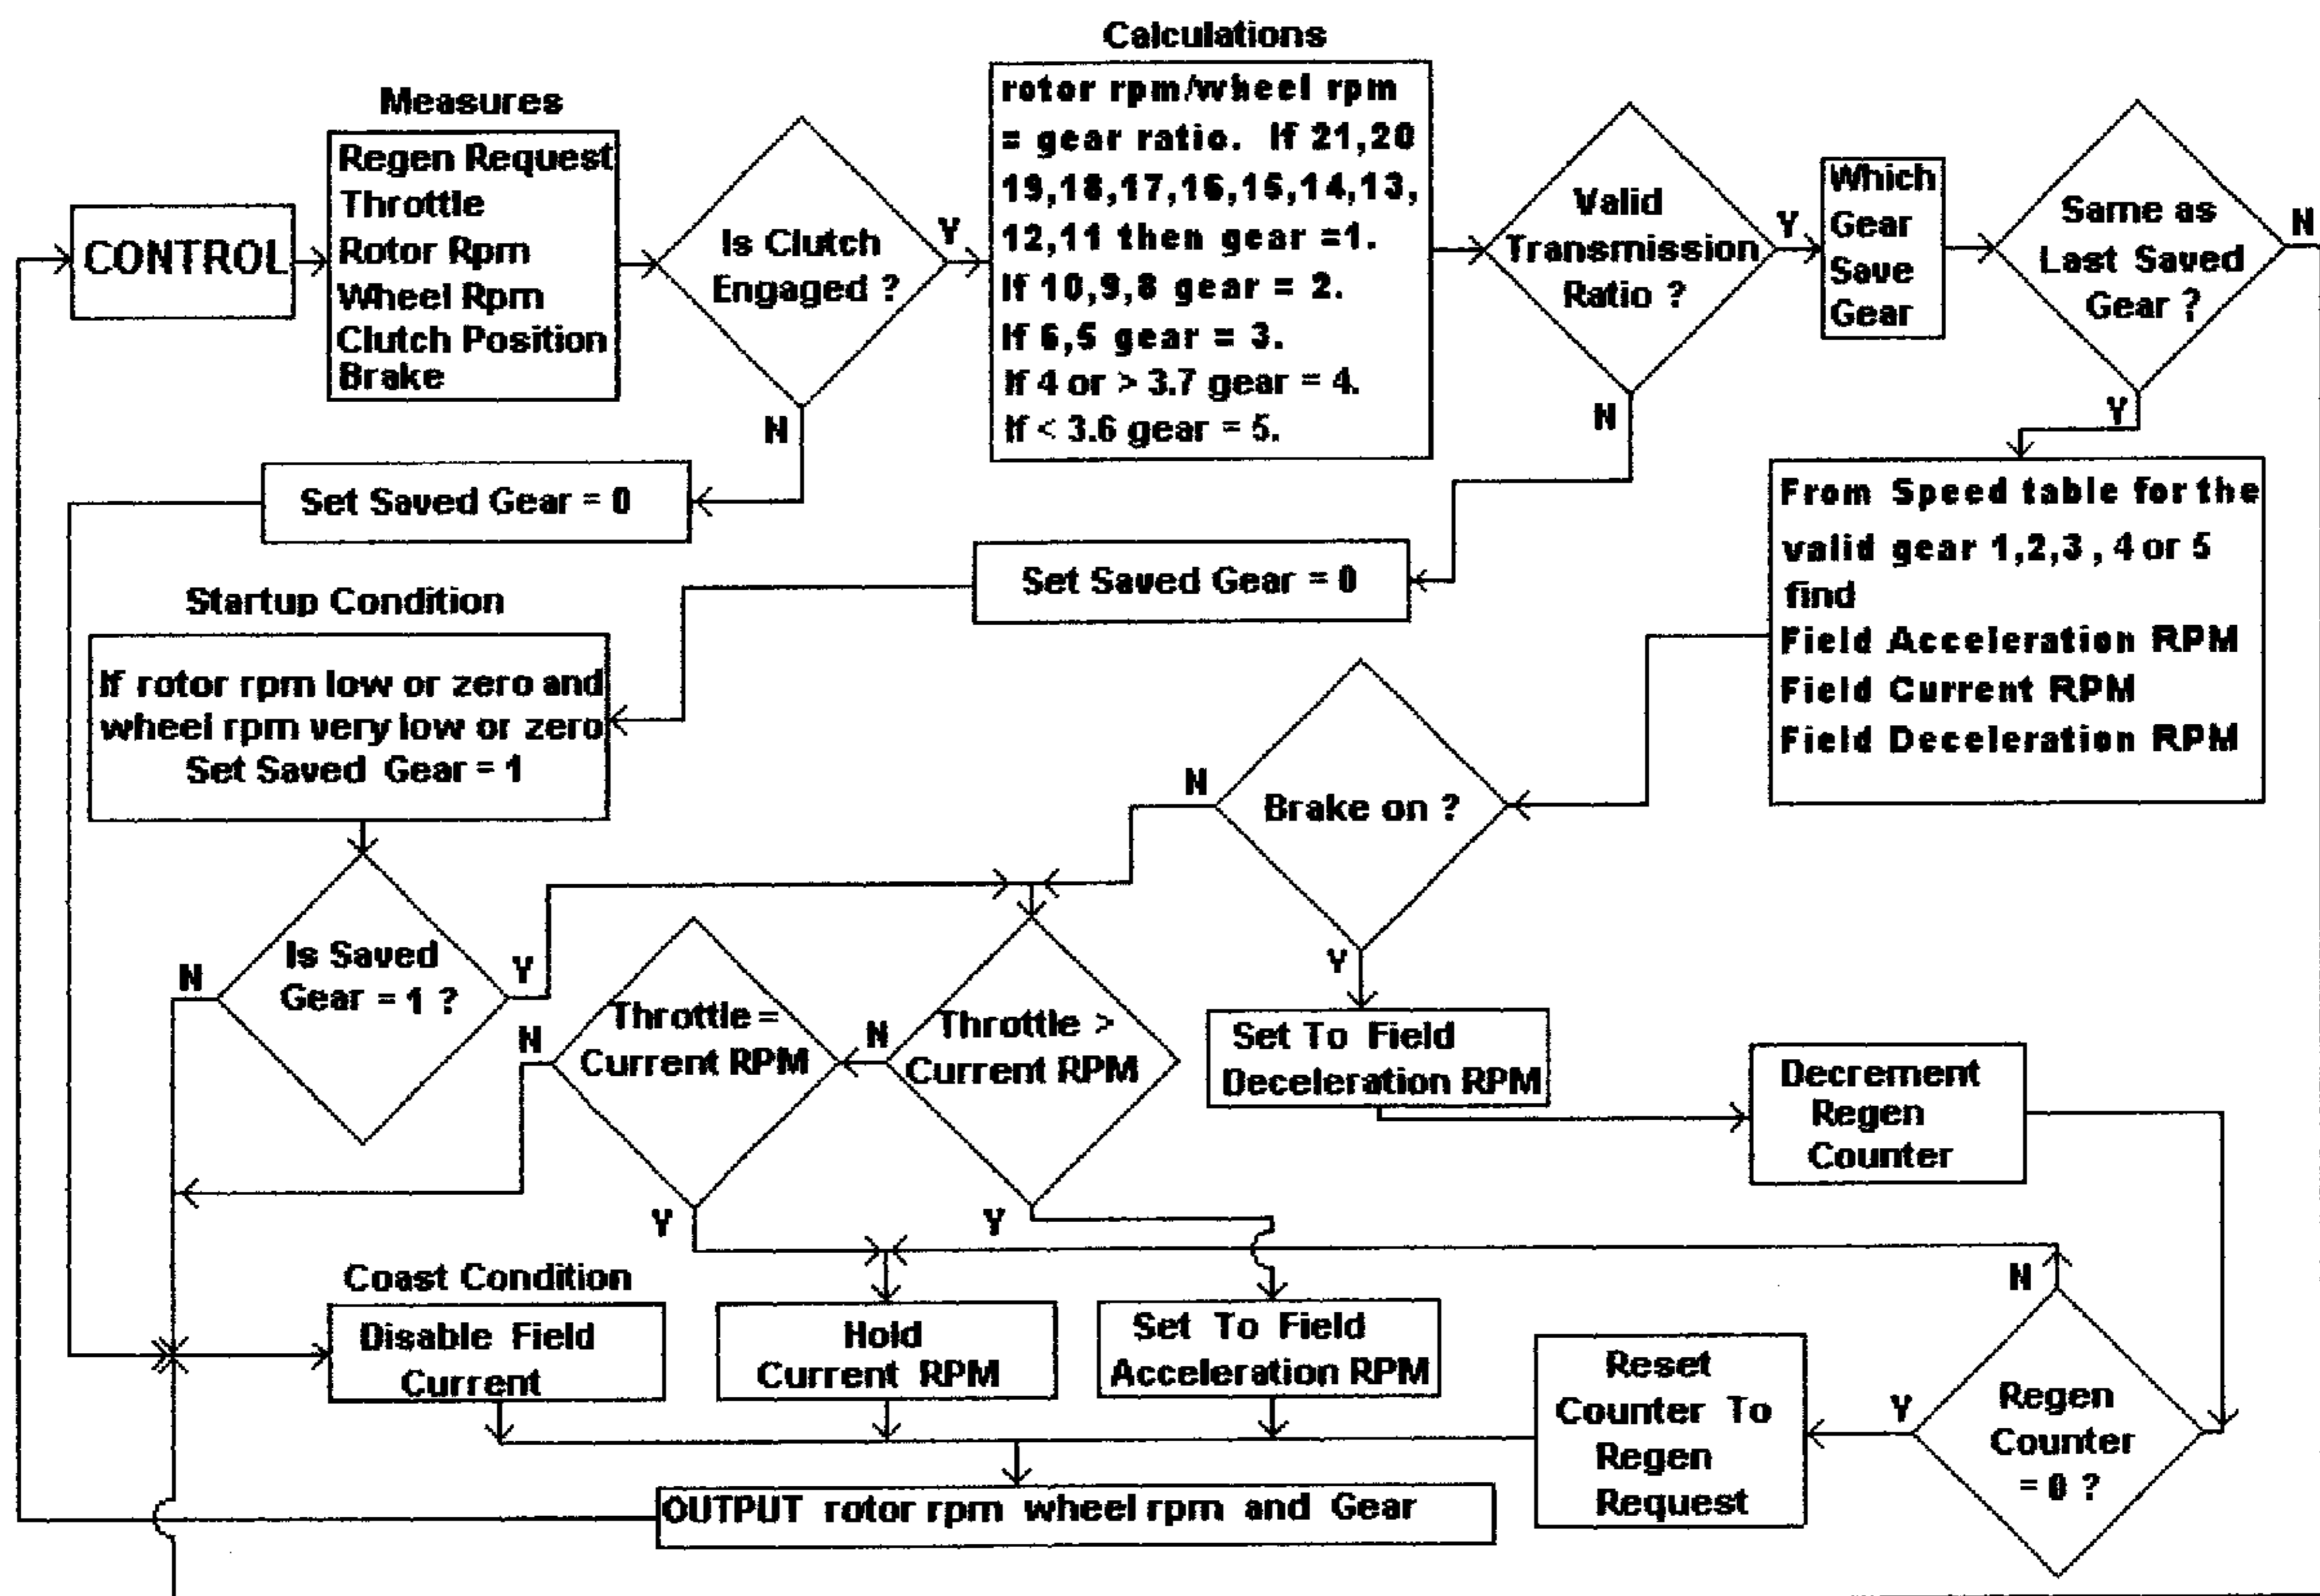 Calculations
rotor rpm/wheel rpm
= gear ratio. If 21,20
19,18,17,16,15,14,13,
12,11 then gear =1.
If 10,9,8 gear = 2.
If 6,5 gear = 3.
If 4 or > 3.7 gear = 4.
If < 3.6 gear = 5.
Measures
Regen Request
Throttle
Rotor Rpm
Wheel Rpm
Clutch Position
Brake
CONTROL
Is Clutch
Engaged ?
Y
N
Valid
Transmission
Ratio ?
Y
N
Which
Gear
Save
Gear
Same as
Last Saved
Gear ?
N
Y
Set Saved Gear = 0
Set Saved Gear = 0
From Speed table for the
valid gear 1,2,3 , 4 or 5
find
Field Acceleration RPM
Field Current RPM
Field Deceleration RPM
Startup Condition
If rotor rpm low or zero and
wheel rpm very low or zero
Set Saved Gear = 1
Brake on ?
N
Y
Is Saved
Gear = 1 ?
N
Y
Throttle =
Current RPM
N
Y
Throttle >
Current RPM
N
Y
Set To Field
Deceleration RPM
Decrement
Regen
Counter
Coast Condition
Disable Field
Current
Hold
Current RPM
Set To Field
Acceleration RPM
Reset
Counter To
Regen
Request
Regen
Counter
= 0 ?
N
Y
OUTPUT rotor rpm wheel rpm and Gear